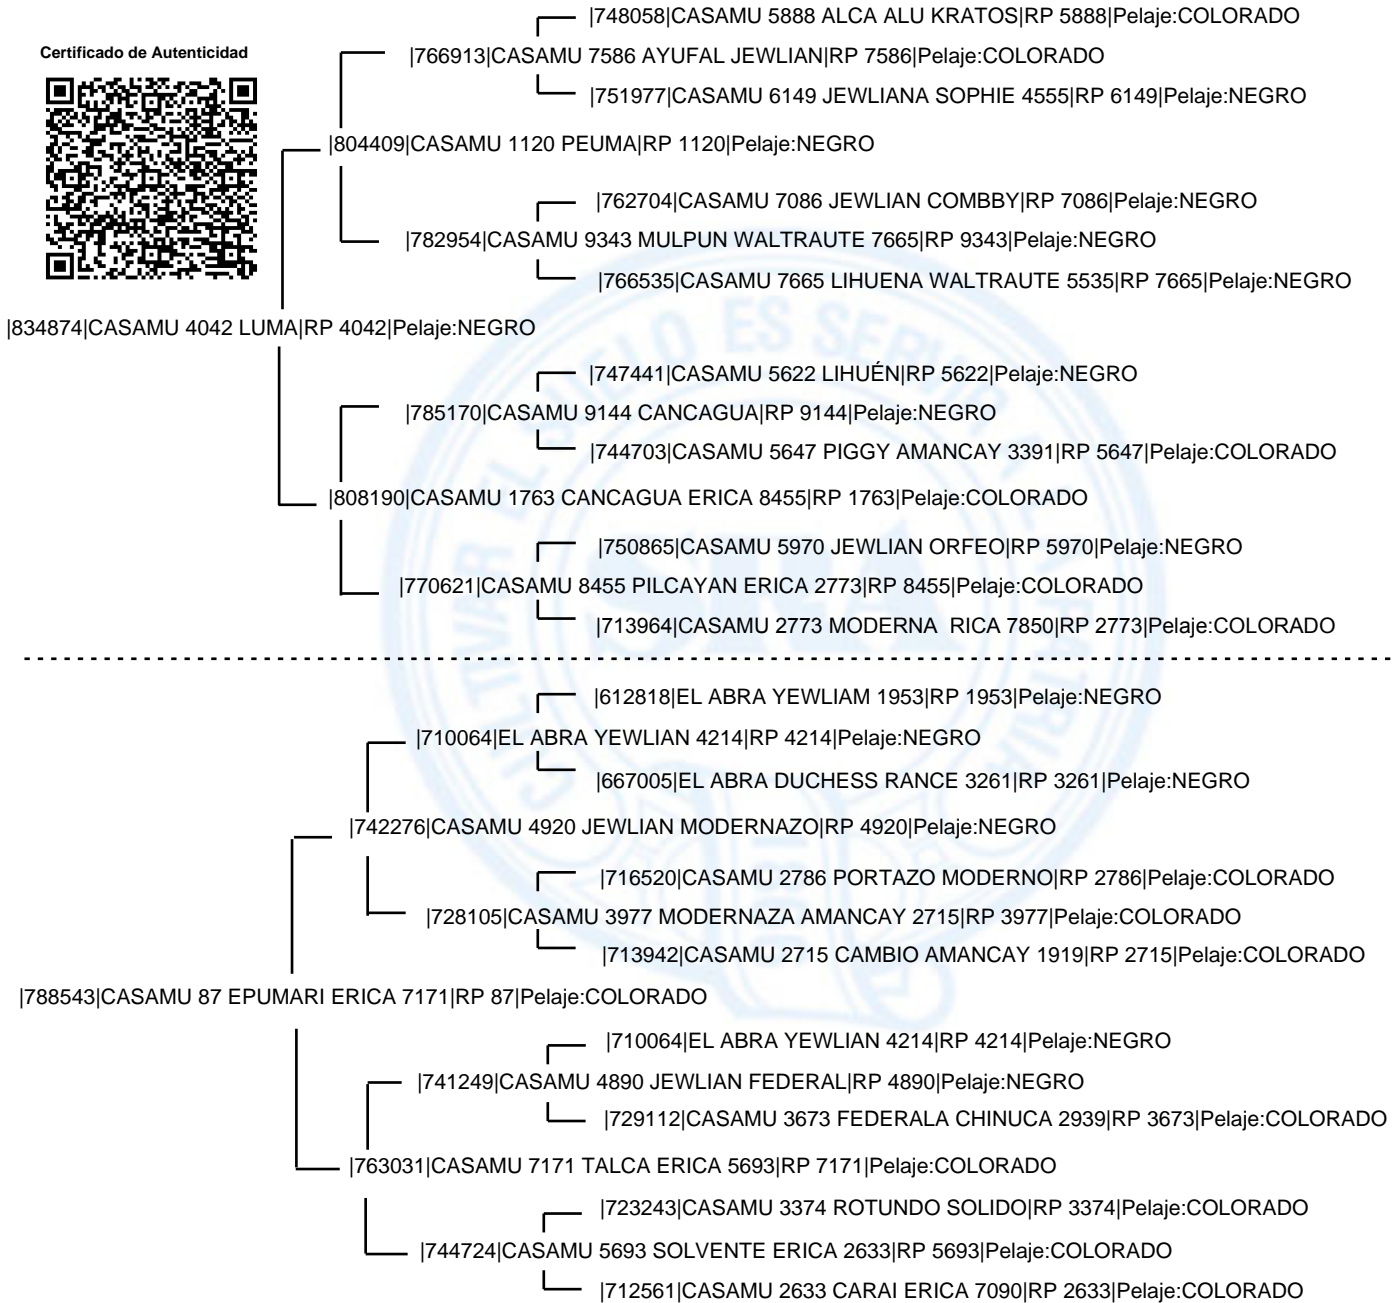 |748058|CASAMU 5888 ALCA ALU KRATOS|RP 5888|Pelaje:COLORADO
Certificado de Autenticidad
|766913|CASAMU 7586 AYUFAL JEWLIAN|RP 7586|Pelaje:COLORADO
|751977|CASAMU 6149 JEWLIANA SOPHIE 4555|RP 6149|Pelaje:NEGRO
|804409|CASAMU 1120 PEUMA|RP 1120|Pelaje:NEGRO
|762704|CASAMU 7086 JEWLIAN COMBBY|RP 7086|Pelaje:NEGRO
|782954|CASAMU 9343 MULPUN WALTRAUTE 7665|RP 9343|Pelaje:NEGRO
|766535|CASAMU 7665 LIHUENA WALTRAUTE 5535|RP 7665|Pelaje:NEGRO
|834874|CASAMU 4042 LUMA|RP 4042|Pelaje:NEGRO
|747441|CASAMU 5622 LIHUÉN|RP 5622|Pelaje:NEGRO
|785170|CASAMU 9144 CANCAGUA|RP 9144|Pelaje:NEGRO
|744703|CASAMU 5647 PIGGY AMANCAY 3391|RP 5647|Pelaje:COLORADO
|808190|CASAMU 1763 CANCAGUA ERICA 8455|RP 1763|Pelaje:COLORADO
|750865|CASAMU 5970 JEWLIAN ORFEO|RP 5970|Pelaje:NEGRO
|770621|CASAMU 8455 PILCAYAN ERICA 2773|RP 8455|Pelaje:COLORADO
|713964|CASAMU 2773 MODERNA  RICA 7850|RP 2773|Pelaje:COLORADO
|612818|EL ABRA YEWLIAM 1953|RP 1953|Pelaje:NEGRO
|710064|EL ABRA YEWLIAN 4214|RP 4214|Pelaje:NEGRO
|667005|EL ABRA DUCHESS RANCE 3261|RP 3261|Pelaje:NEGRO
|742276|CASAMU 4920 JEWLIAN MODERNAZO|RP 4920|Pelaje:NEGRO
|716520|CASAMU 2786 PORTAZO MODERNO|RP 2786|Pelaje:COLORADO
|728105|CASAMU 3977 MODERNAZA AMANCAY 2715|RP 3977|Pelaje:COLORADO
|713942|CASAMU 2715 CAMBIO AMANCAY 1919|RP 2715|Pelaje:COLORADO
|788543|CASAMU 87 EPUMARI ERICA 7171|RP 87|Pelaje:COLORADO
|710064|EL ABRA YEWLIAN 4214|RP 4214|Pelaje:NEGRO
|741249|CASAMU 4890 JEWLIAN FEDERAL|RP 4890|Pelaje:NEGRO
|729112|CASAMU 3673 FEDERALA CHINUCA 2939|RP 3673|Pelaje:COLORADO
|763031|CASAMU 7171 TALCA ERICA 5693|RP 7171|Pelaje:COLORADO
|723243|CASAMU 3374 ROTUNDO SOLIDO|RP 3374|Pelaje:COLORADO
|744724|CASAMU 5693 SOLVENTE ERICA 2633|RP 5693|Pelaje:COLORADO
|712561|CASAMU 2633 CARAI ERICA 7090|RP 2633|Pelaje:COLORADO
CULTIVAR EL SUELO ES SERVIR A LA PATRIA